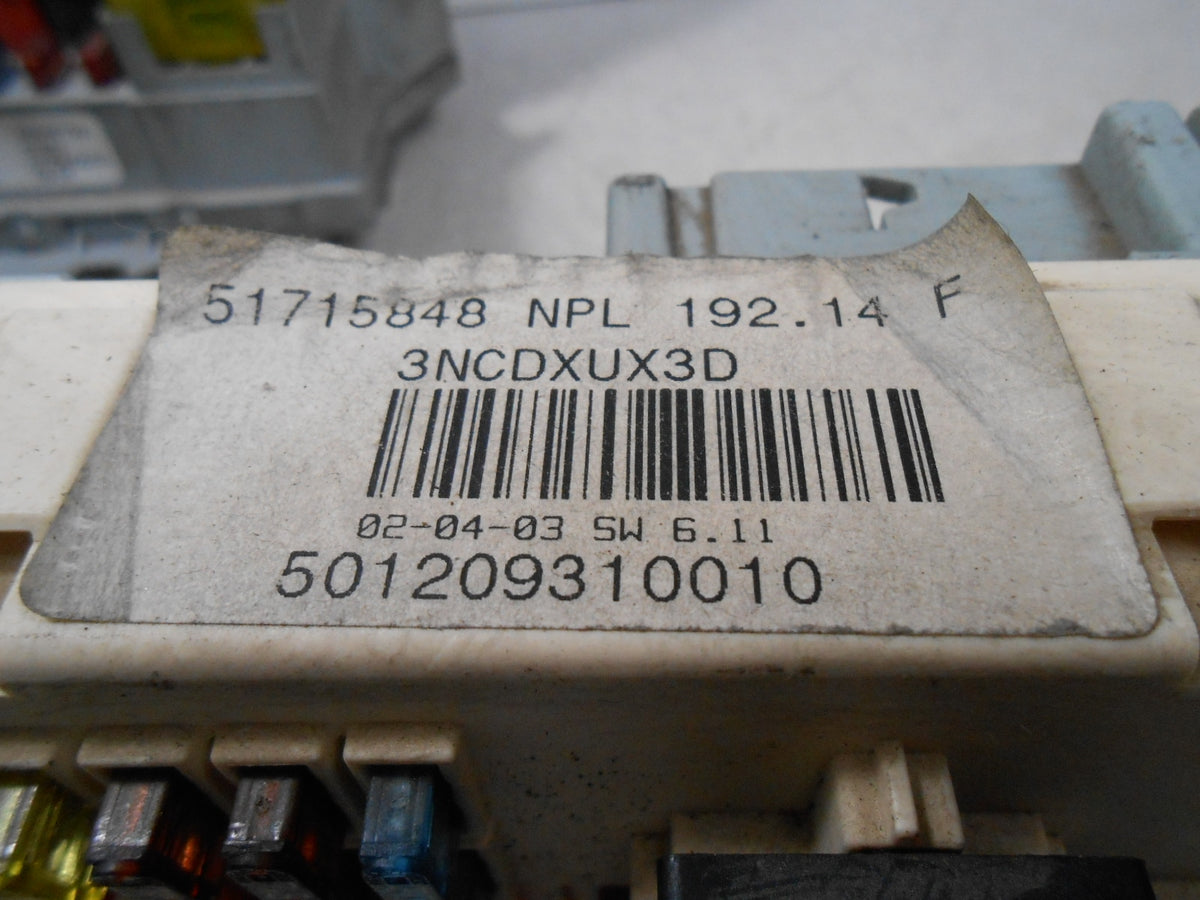 51715848 NPL 192.14 F
3NCDXUX3D
02-04-03 SW 6.11
501209310010